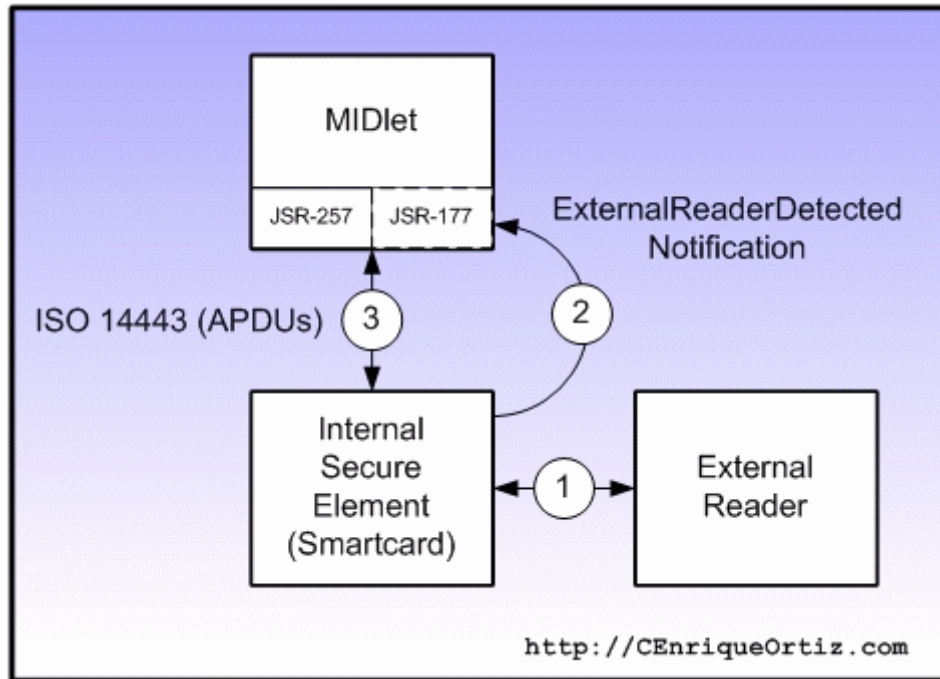 MIDlet
JSR-257
JSR-177
ExternalReaderDetected
Notification
ISO 14443 (APDUs)
3
2
Internal
Secure
Element
(Smartcard)
1
External
Reader
http://CEnriqueOrtiz.com